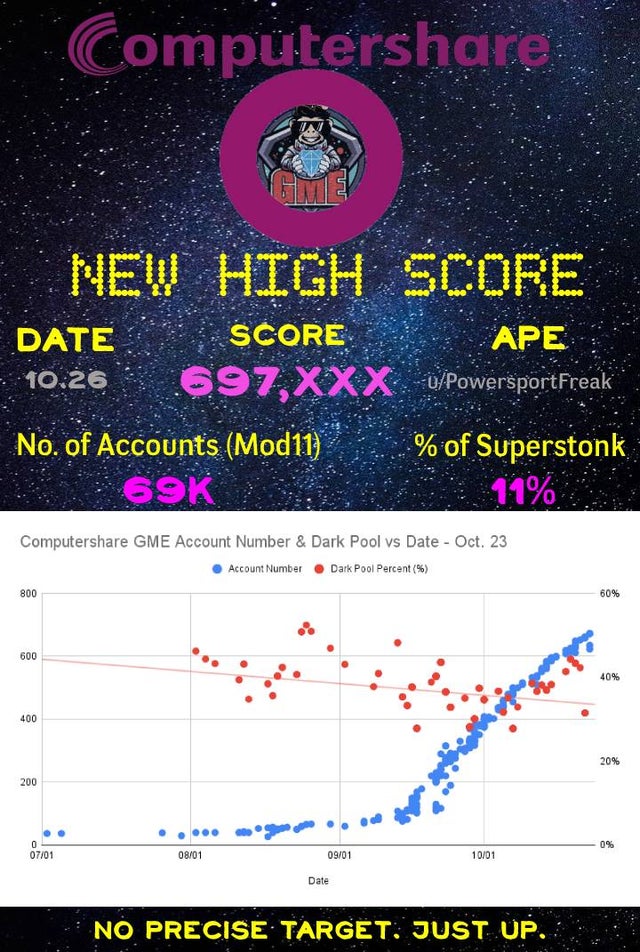 Computershare
GME
NEW HIGH SCORE
DATE SCORE APE
10.26 697,XXX u/PowersportFreak
No. of Accounts (Mod11) % of Superstonk
69K 11%
Computershare GME Account Number & Dark Pool vs Date - Oct. 23
Account Number Dark Pool Percent (%)
800 60%
600
40%
400
20%
200
0 0%
07/01 08/01 09/01 10/01
Date
NO PRECISE TARGET. JUST UP.